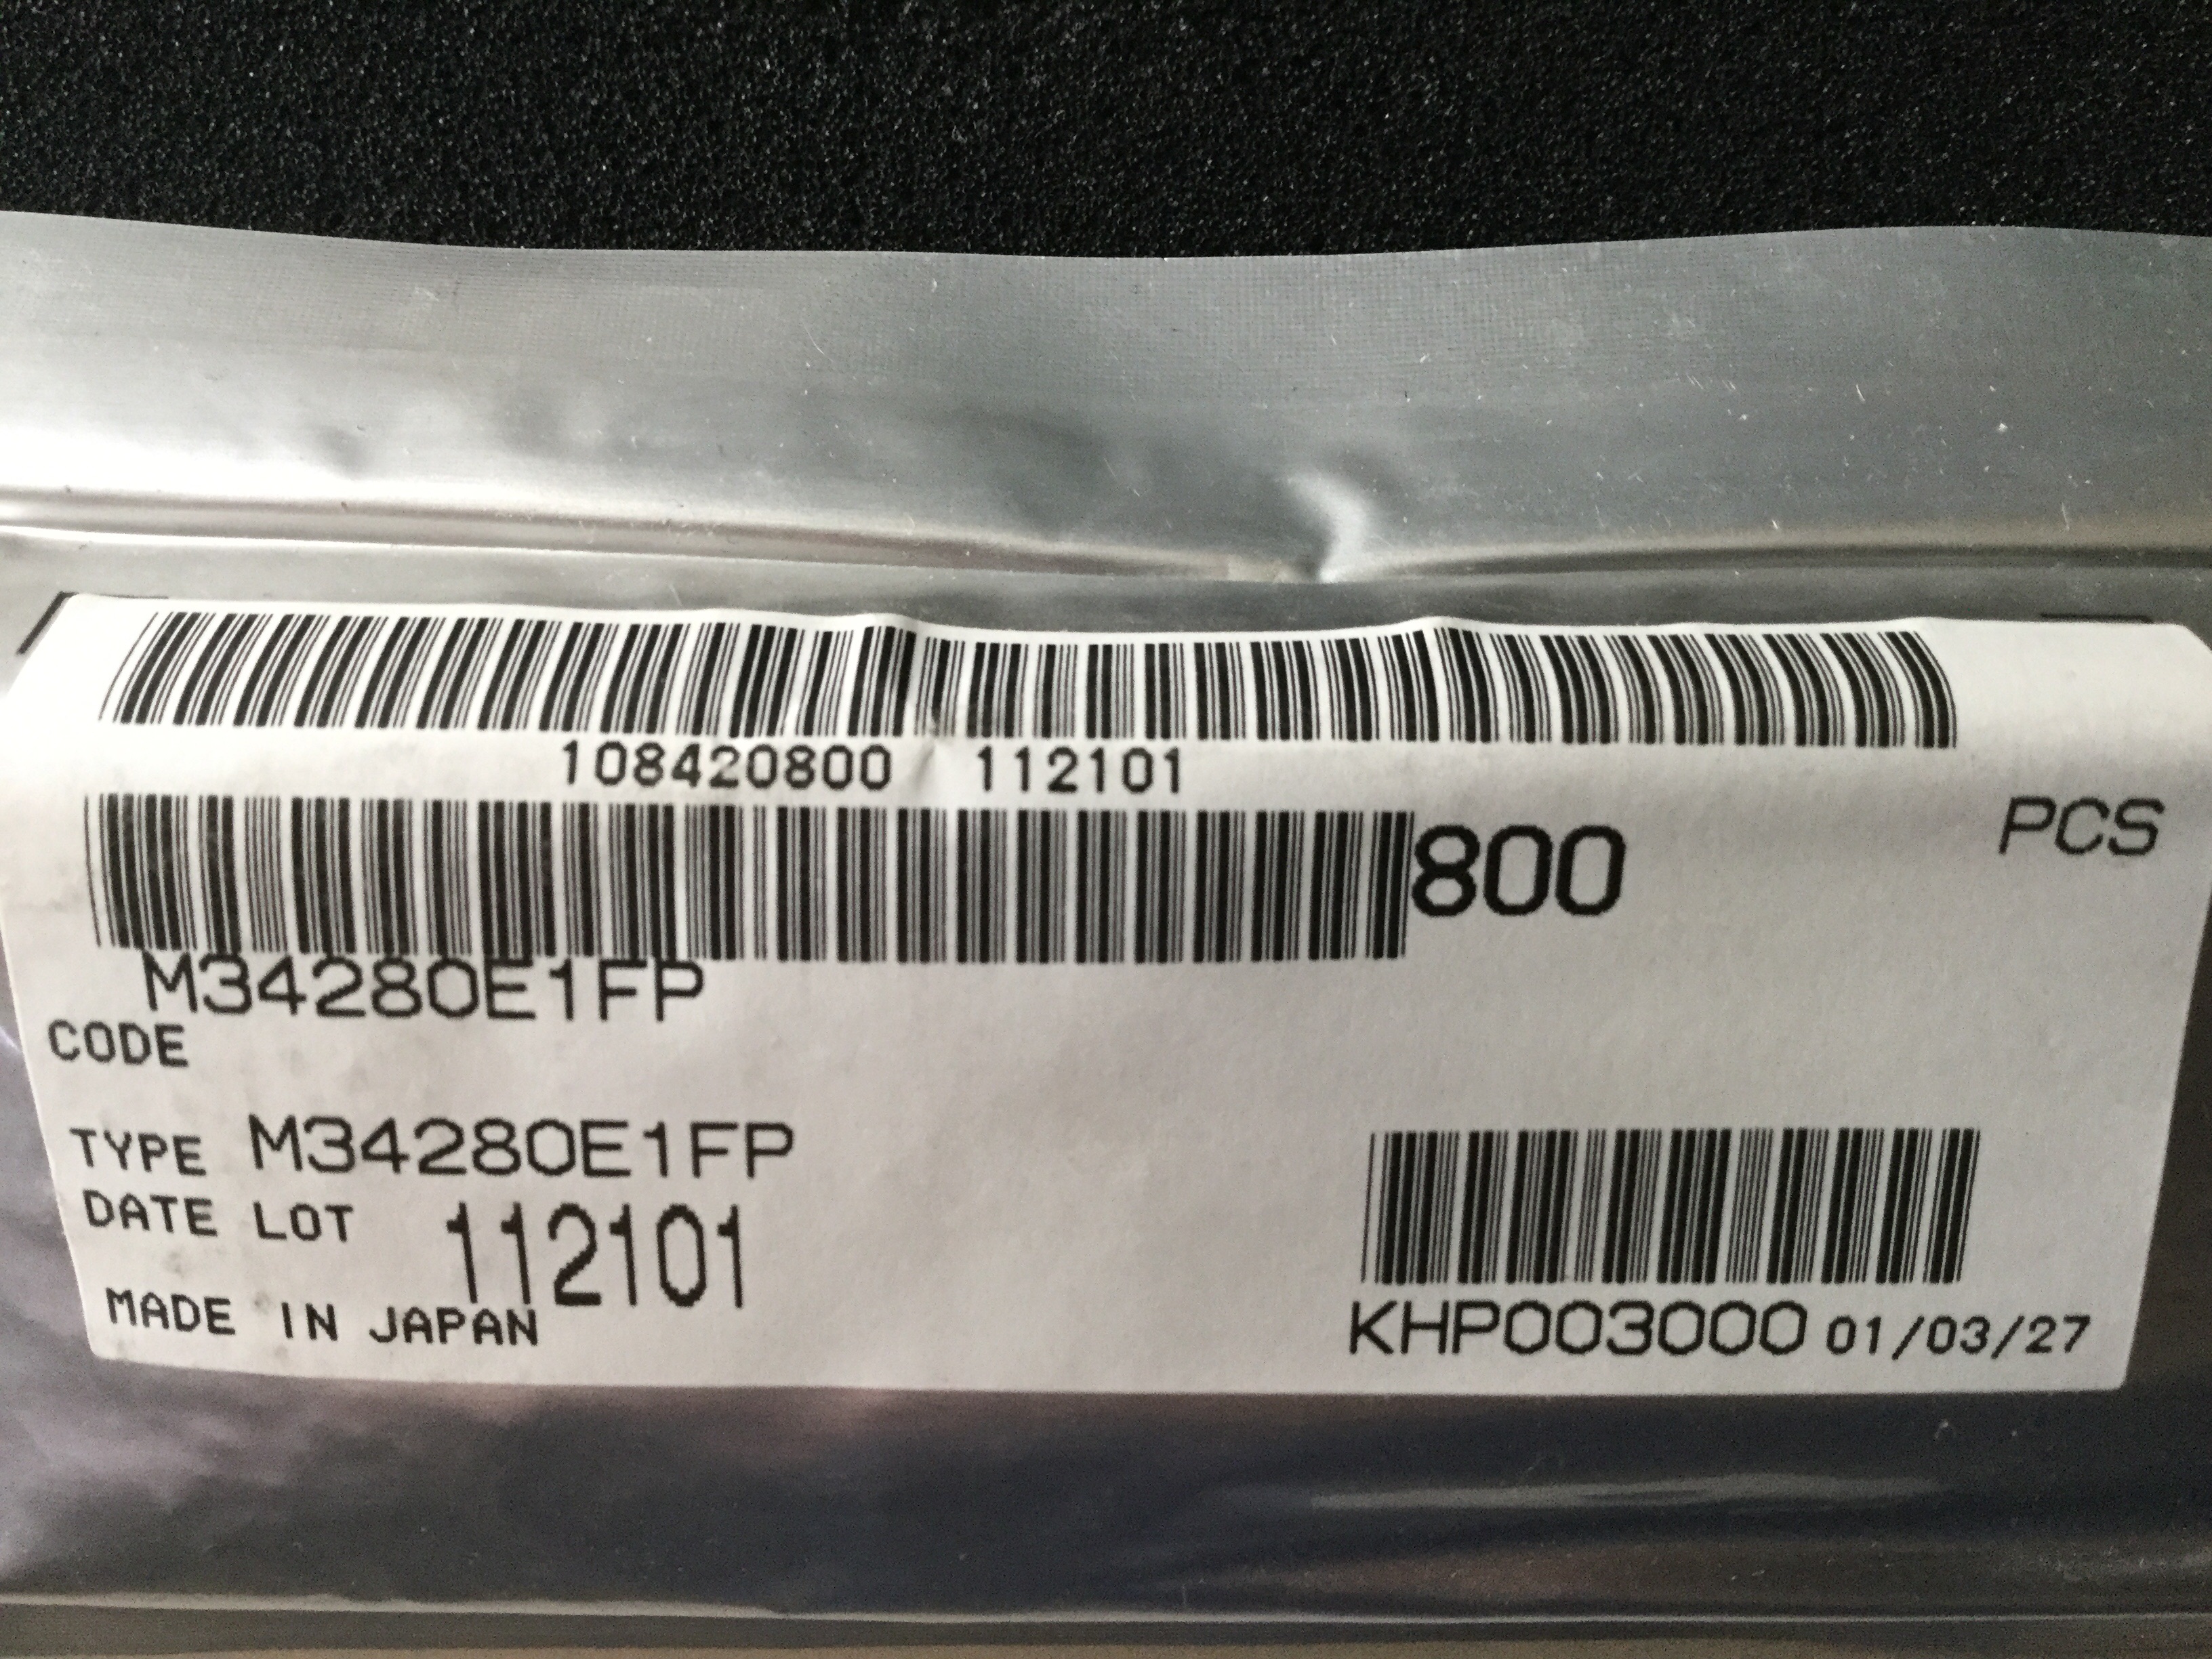 108420800 112101
800 PCS
M34280E1FP
CODE
TYPE M34280E1FP
DATE LOT 112101
MADE IN JAPAN
KHP003000 01/03/27